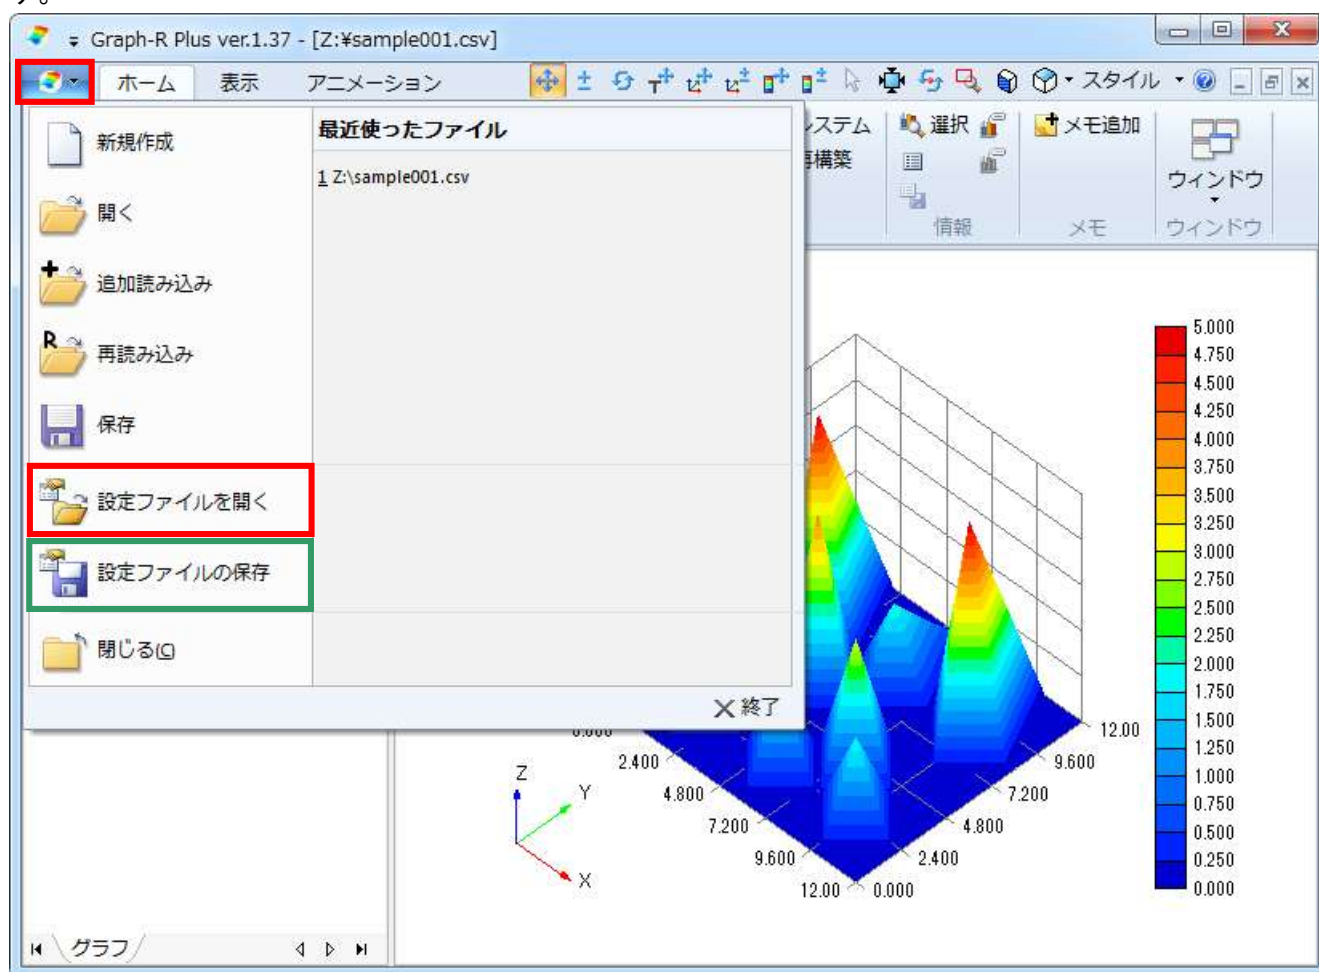 す。
Graph-R Plus ver.1.37 - [Z:¥sample001.csv]
ホーム 表示 アニメーション スタイル
新規作成
開く
追加読み込み
R
再読み込み
保存
設定ファイルを開く
設定ファイルの保存
閉じる(C)
最近使ったファイル
1 Z:\sample001.csv
終了
ステム
構築
選択
情報
メモ追加
メモ
ウィンドウ
ウィンドウ
5.000
4.750
4.500
4.250
4.000
3.750
3.500
3.250
3.000
2.750
2.500
2.250
2.000
1.750
1.500
1.250
1.000
0.750
0.500
0.250
0.000
0.000
2.400
4.800
7.200
9.600
12.00
0.000
2.400
4.800
7.200
9.600
12.00
Z
Y
X
グラフ